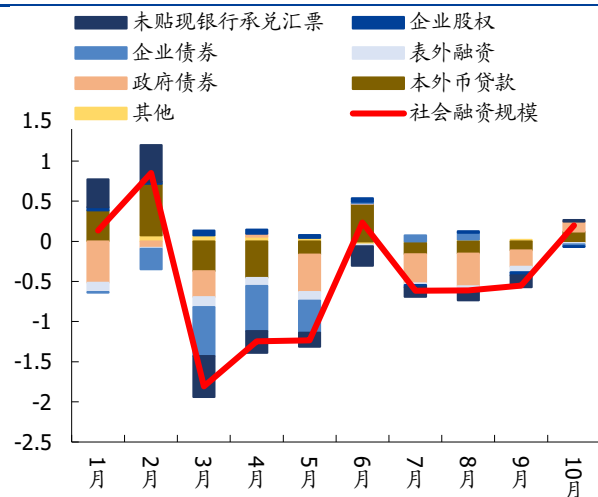 未贴现银行承兑汇票 企业股权
企业债券 表外融资
政府债券 本外币贷款
其他 社会融资规模
1.5
1
0.5
0
-0.5
-1
-1.5
-2
-2.5
1月 2月 3月 4月 5月 6月 7月 8月 9月 10月